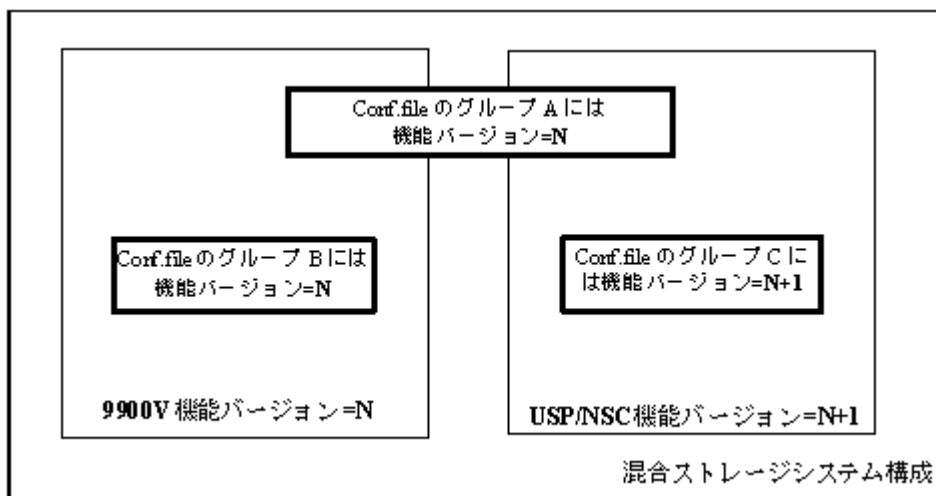 Conf.file のグループ A には
機能バージョン=N
Conf.file のグループ B には
機能バージョン=N
Conf.file のグループ C に
は機能バージョン=N+1
9900V 機能バージョン=N
USP/NSC 機能バージョン=N+1
混合ストレージシステム構成